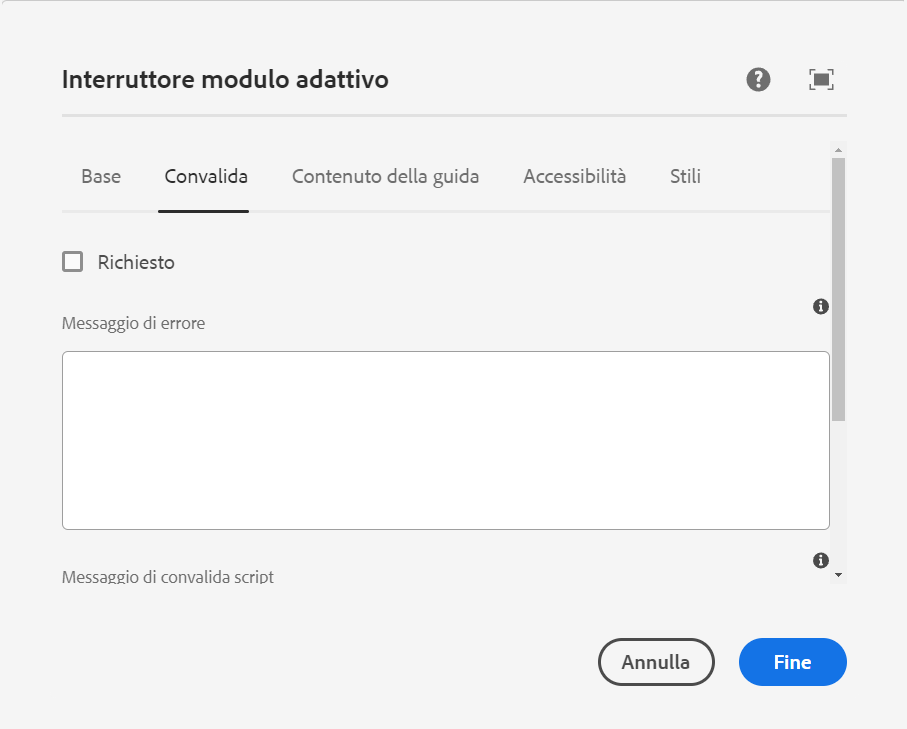 Interruttore modulo adattivo
Base Convalida Contenuto della guida Accessibilità Stili
Richiesto
Messaggio di errore
Messaggio di convalida script
Annulla Fine